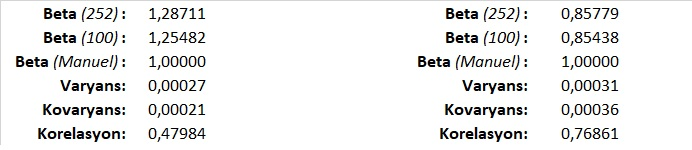 Beta (252) : 1,28711 Beta (252) : 0,85779
Beta (100) : 1,25482 Beta (100) : 0,85438
Beta (Manuel) : 1,00000 Beta (Manuel) : 1,00000
Varyans: 0,00027 Varyans: 0,00031
Kovaryans: 0,00021 Kovaryans: 0,00036
Korelasyon: 0,47984 Korelasyon: 0,76861